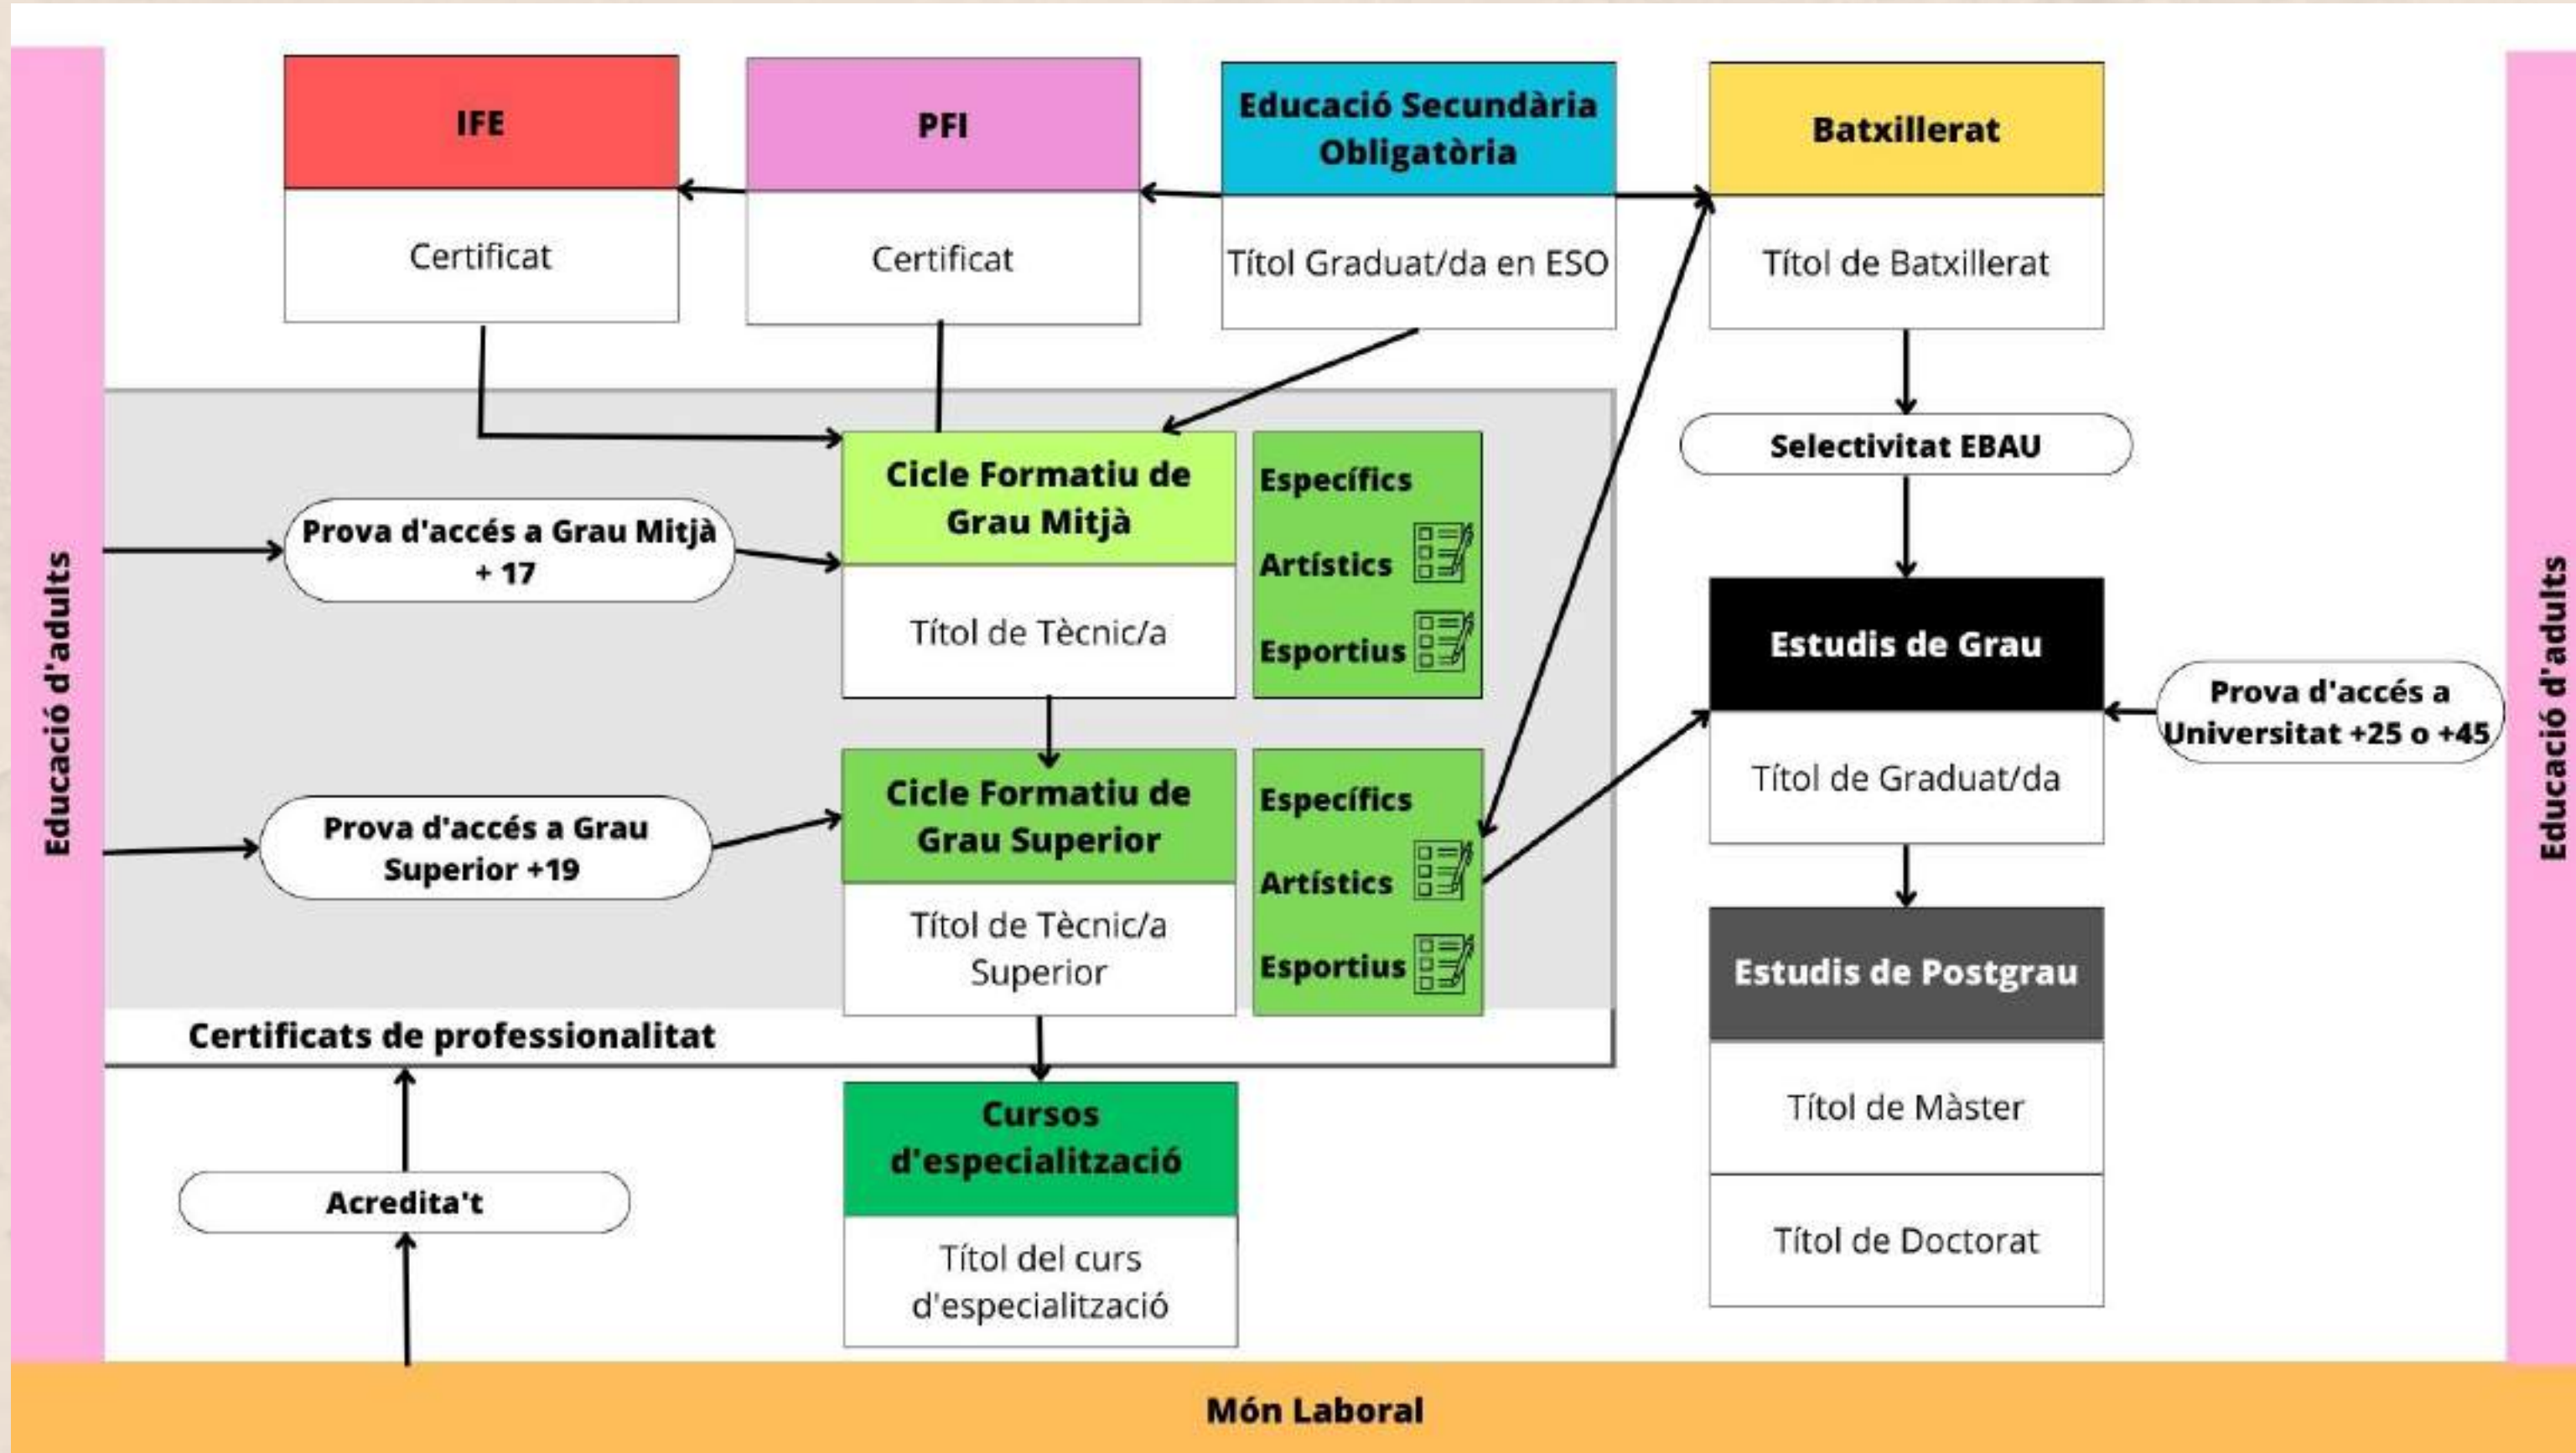 IFE
Certificat
PFI
Certificat
Educació Secundària
Obligatòria
Títol Graduat/da en ESO
Batxillerat
Títol de Batxillerat
Selectivitat EBAU
Educació d'adults
Prova d'accés a Grau Mitjà
+ 17
Cicle Formatiu de
Grau Mitjà
Títol de Tècnic/a
Específics
Artístics
Esportius
Estudis de Grau
Títol de Graduat/da
Prova d'accés a
Universitat +25 o +45
Educació d'adults
Prova d'accés a Grau
Superior +19
Cicle Formatiu de
Grau Superior
Títol de Tècnic/a
Superior
Específics
Artístics
Esportius
Estudis de Postgrau
Títol de Màster
Títol de Doctorat
Certificats de professionalitat
Acredita't
Cursos
d'especialització
Títol del curs
d'especialització
Món Laboral